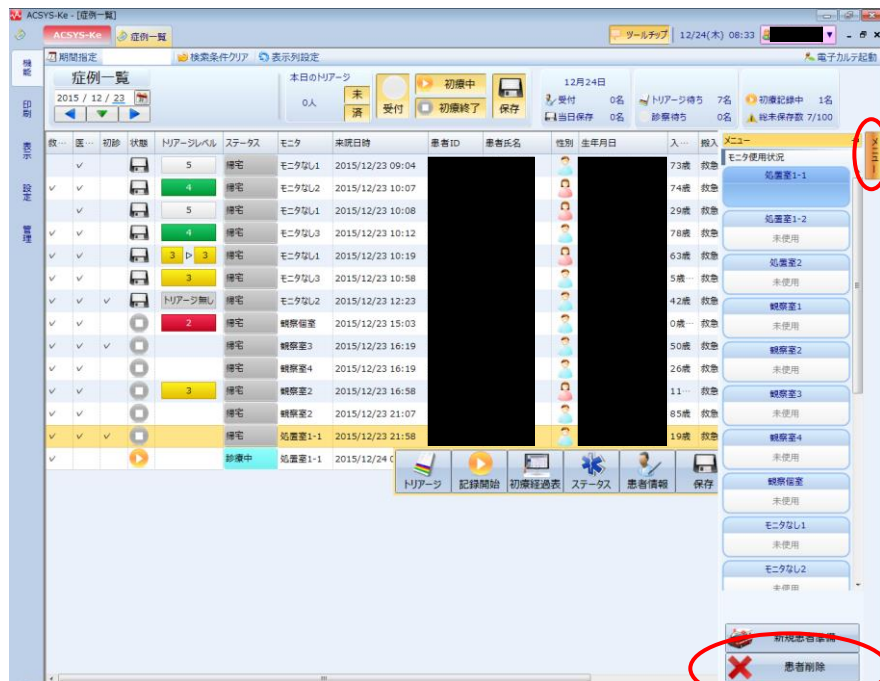 ACSYS-Ke - [症例一覧]
ACSYS-Ke 症例一覧 ツールチップ 12/24(木) 08:33
期間指定 検索条件クリア 表示列設定 電子カルテ起動
機能
印刷
表示
設定
管理
症例一覧
2015 / 12 / 23
本日のトリアージ
0人
未
済
受付
初療中
初療終了
保存
12月24日
受付 0名 トリアージ待ち 7名 初療記録中 1名
当日保存 0名 診察待ち 0名 総未保存数 7/100
救… 医… 初診 状態 トリアージレベル ステータス モニタ 来院日時 患者ID 患者氏名 性別 生年月日 入… 搬入
5 帰宅 モニタなし1 2015/12/23 09:04 73歳 救急
4 帰宅 モニタなし2 2015/12/23 10:07 74歳 救急
5 帰宅 モニタなし1 2015/12/23 10:08 29歳 救急
4 帰宅 モニタなし3 2015/12/23 10:12 78歳 救急
3 3 帰宅 モニタなし1 2015/12/23 10:19 63歳 救急
3 帰宅 モニタなし3 2015/12/23 10:58 5歳… 救急
トリアージ無し 帰宅 モニタなし2 2015/12/23 12:23 42歳 救急
2 帰宅 観察個室 2015/12/23 15:03 0歳… 救急
帰宅 観察室3 2015/12/23 16:19 50歳 救急
帰宅 観察室4 2015/12/23 16:19 26歳 救急
3 帰宅 観察室2 2015/12/23 16:58 11… 救急
帰宅 観察室2 2015/12/23 21:07 85歳 救急
帰宅 処置室1-1 2015/12/23 21:58 19歳 救急
診療中 処置室1-1 2015/12/24
トリアージ 記録開始 初療経過表 ステータス 患者情報 保存
メニュー
メニュー
モニタ使用状況
処置室1-1
処置室1-2
未使用
処置室2
未使用
観察室1
未使用
観察室2
未使用
観察室3
未使用
観察室4
未使用
観察個室
未使用
モニタなし1
未使用
モニタなし2
未使用
新規患者準備
患者削除